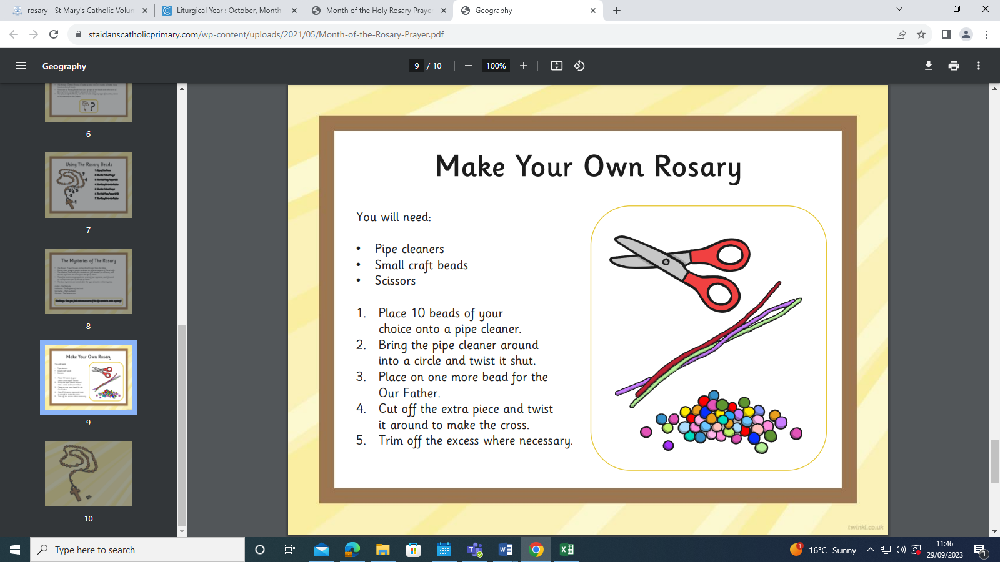 rosary - St Mary's Catholic Volun
Liturgical Year : October, Month
Month of the Holy Rosary Praye
Geography
staidanscatholicprimary.com/wp-content/uploads/2021/05/Month-of-the-Rosary-Prayer.pdf
Geography
9 / 10
100%
6
Using The Rosary Beads
7
The Mysteries of The Rosary
8
Make Your Own Rosary
9
10
Make Your Own Rosary
You will need:
• Pipe cleaners
• Small craft beads
• Scissors
1. Place 10 beads of your
choice onto a pipe cleaner.
2. Bring the pipe cleaner around
into a circle and twist it shut.
3. Place on one more bead for the
Our Father.
4. Cut off the extra piece and twist
it around to make the cross.
5. Trim off the excess where necessary.
twinkl.co.uk
Type here to search
1
16°C Sunny
11:46
29/09/2023
1